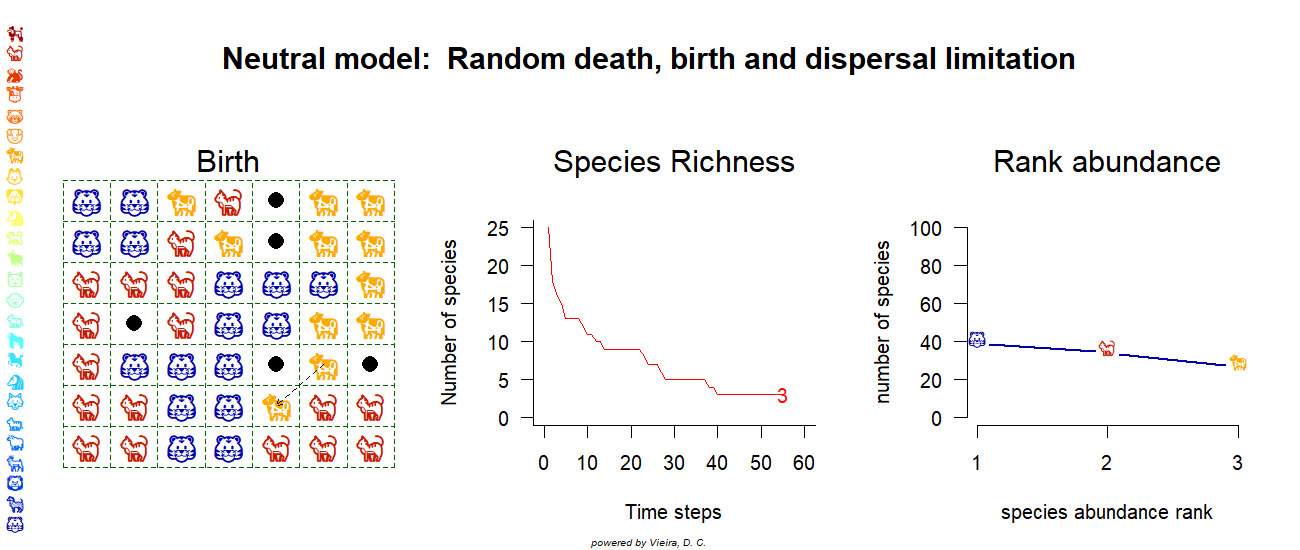 Neutral model:  Random death, birth and dispersal limitation
Birth
Species Richness
Number of species
25
20
15
10
5
0
3
0 10 20 30 40 50 60
Time steps
Rank abundance
number of species
100
80
60
40
20
0
1 2 3
species abundance rank
powered by Vieira, D. C.